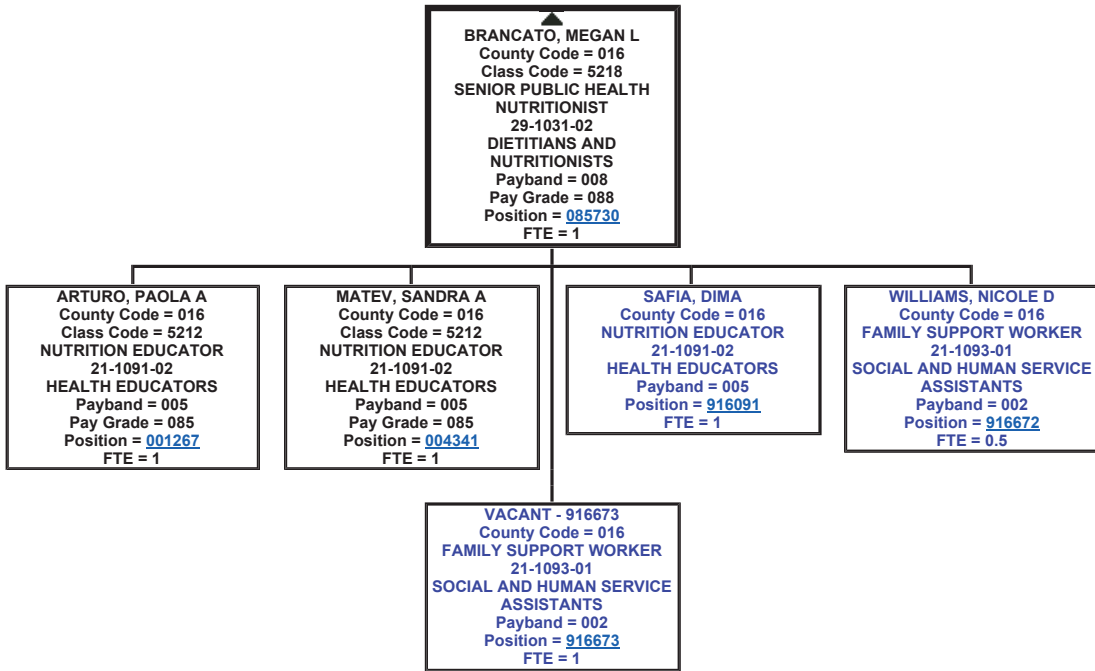 BRANCATO, MEGAN L
County Code = 016
Class Code = 5218
SENIOR PUBLIC HEALTH
NUTRITIONIST
29-1031-02
DIETITIANS AND
NUTRITIONISTS
Payband = 008
Pay Grade = 088
Position = 085730
FTE = 1
ARTURO, PAOLA A
County Code = 016
Class Code = 5212
NUTRITION EDUCATOR
21-1091-02
HEALTH EDUCATORS
Payband = 005
Pay Grade = 085
Position = 001267
FTE = 1
MATEV, SANDRA A
County Code = 016
Class Code = 5212
NUTRITION EDUCATOR
21-1091-02
HEALTH EDUCATORS
Payband = 005
Pay Grade = 085
Position = 004341
FTE = 1
SAFIA, DIMA
County Code = 016
NUTRITION EDUCATOR
21-1091-02
HEALTH EDUCATORS
Payband = 005
Position = 916091
FTE = 1
WILLIAMS, NICOLE D
County Code = 016
FAMILY SUPPORT WORKER
21-1093-01
SOCIAL AND HUMAN SERVICE
ASSISTANTS
Payband = 002
Position = 916672
FTE = 0.5
VACANT - 916673
County Code = 016
FAMILY SUPPORT WORKER
21-1093-01
SOCIAL AND HUMAN SERVICE
ASSISTANTS
Payband = 002
Position = 916673
FTE = 1